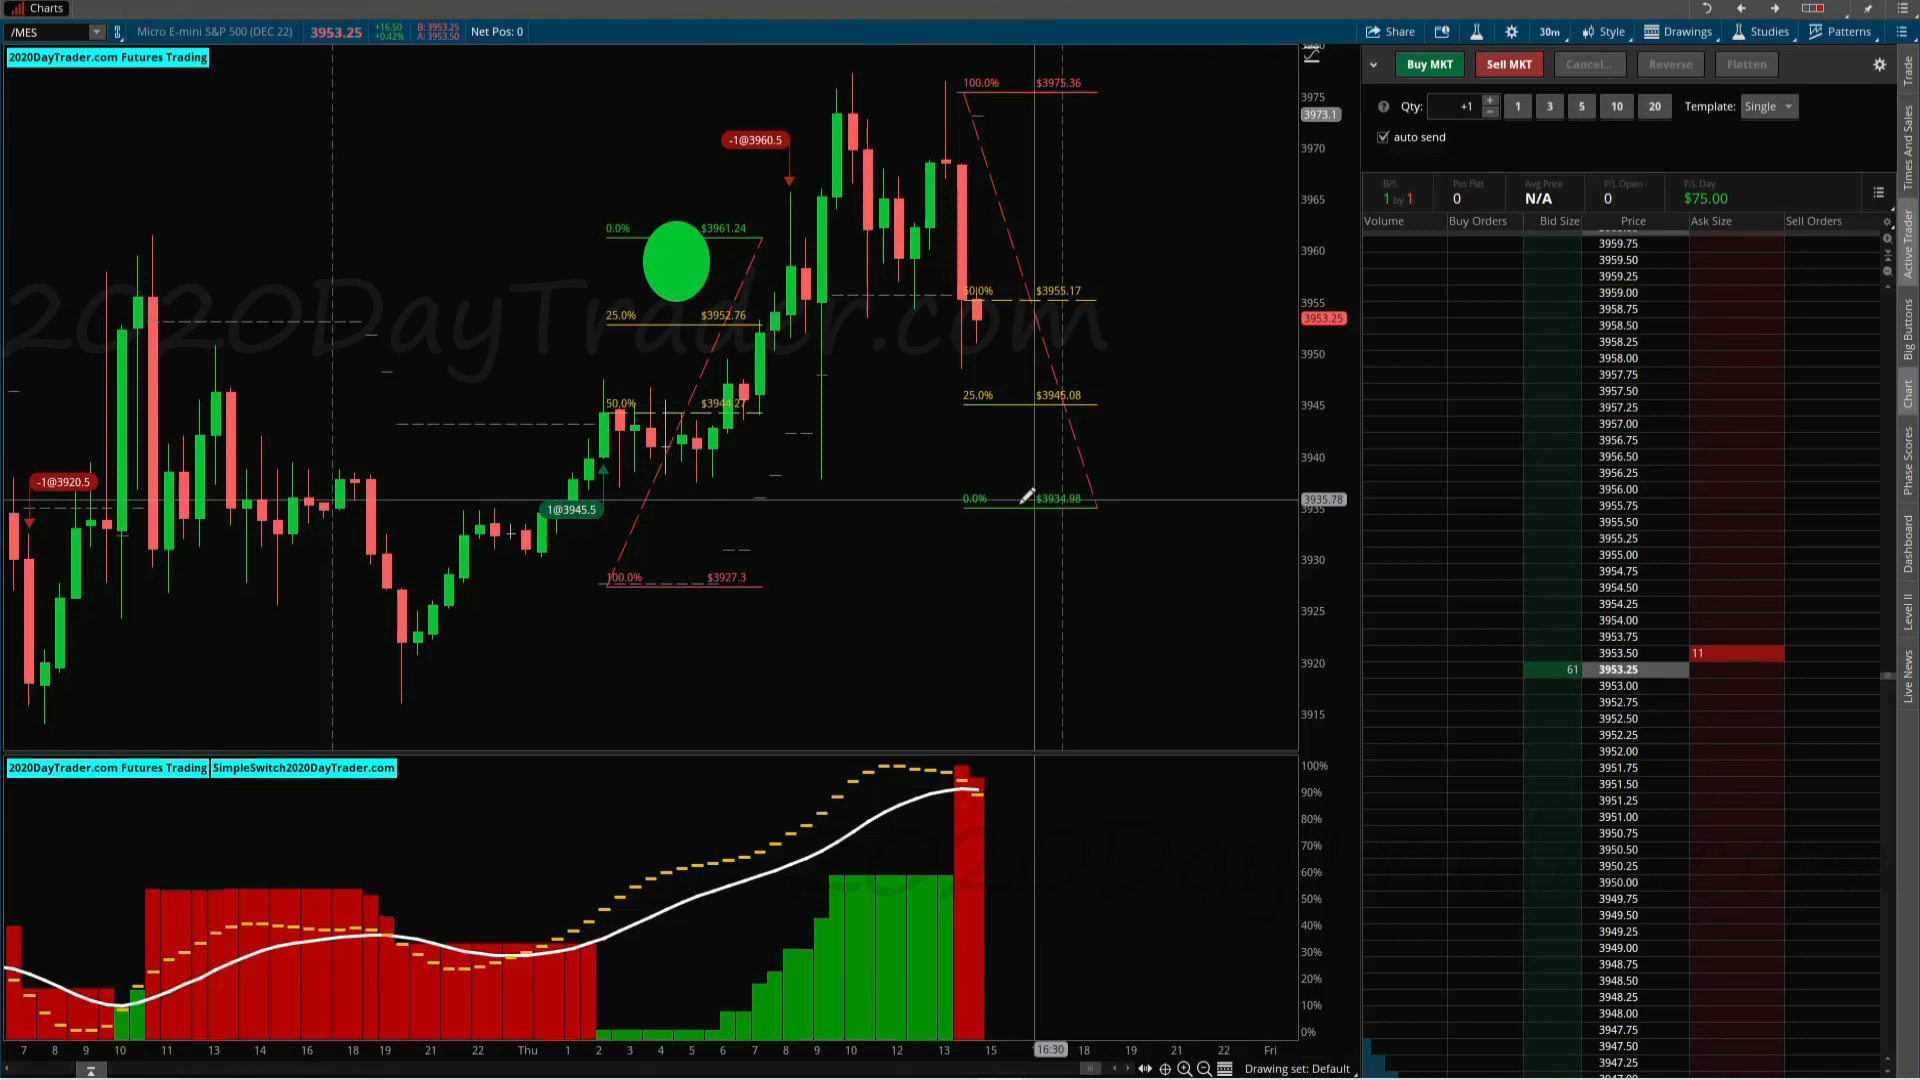 Charts
/MES
Micro E-mini S&P 500 (DEC 22)
3953.25
+16.50
+0.42%
B: 3953.25
A: 3953.50
Net Pos: 0
Share
30m
Style
Drawings
Studies
Patterns
2020DayTrader.com Futures Trading
2020DayTrader.com
-1@3920.5
1@3945.5
-1@3960.5
0.0% $3961.24
25.0% $3952.76
50.0% $3944.27
100.0% $3927.3
100.0% $3975.36
50.0% $3955.17
25.0% $3945.08
0.0% $3934.98
3975
3973.1
3970
3965
3960
3955
3953.25
3950
3945
3940
3935.78
3935
3930
3925
3920
3915
2020DayTrader.com Futures Trading
SimpleSwitch2020DayTrader.com
100%
90%
80%
70%
60%
50%
40%
30%
20%
10%
0%
7 8 9 10 11 13 14 16 18 19 21 22 Thu 1 2 3 4 5 6 7 8 9 10 12 13 15 16:30 18 19 21 22 Fri
Drawing set: Default
Buy MKT
Sell MKT
Cancel...
Reverse
Flatten
Qty: +1
1 3 5 10 20
Template: Single
auto send
B/S
1 by 1
Pos Flat
0
Avg Price
N/A
P/L Open
0
P/L Day
$75.00
Volume Buy Orders Bid Size Price Ask Size Sell Orders
3959.75
3959.50
3959.25
3959.00
3958.75
3958.50
3958.25
3958.00
3957.75
3957.50
3957.25
3957.00
3956.75
3956.50
3956.25
3956.00
3955.75
3955.50
3955.25
3955.00
3954.75
3954.50
3954.25
3954.00
3953.75
3953.50 11
61 3953.25
3953.00
3952.75
3952.50
3952.25
3952.00
3951.75
3951.50
3951.25
3951.00
3950.75
3950.50
3950.25
3950.00
3949.75
3949.50
3949.25
3949.00
3948.75
3948.50
3948.25
3948.00
3947.75
3947.50
3947.25
Trade
Times And Sales
Active Trader
Big Buttons
Chart
Phase Scores
Dashboard
Level II
Live News